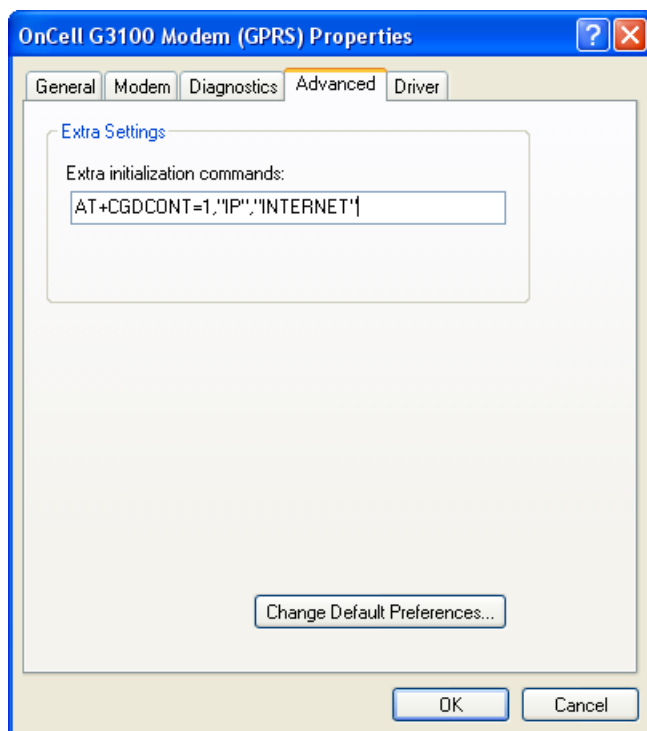 OnCell G3100 Modem (GPRS) Properties
General Modem Diagnostics Advanced Driver
Extra Settings
Extra initialization commands:
AT+CGDCONT=1,"IP","INTERNET"
Change Default Preferences...
OK Cancel